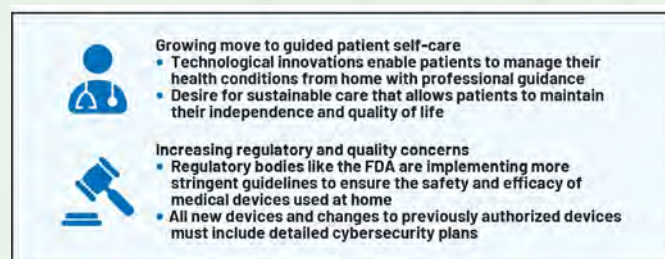 Growing move to guided patient self-care
• Technological innovations enable patients to manage their
health conditions from home with professional guidance
• Desire for sustainable care that allows patients to maintain
their independence and quality of life
Increasing regulatory and quality concerns
• Regulatory bodies like the FDA are implementing more
stringent guidelines to ensure the safety and efficacy of
medical devices used at home
• All new devices and changes to previously authorized devices
must include detailed cybersecurity plans